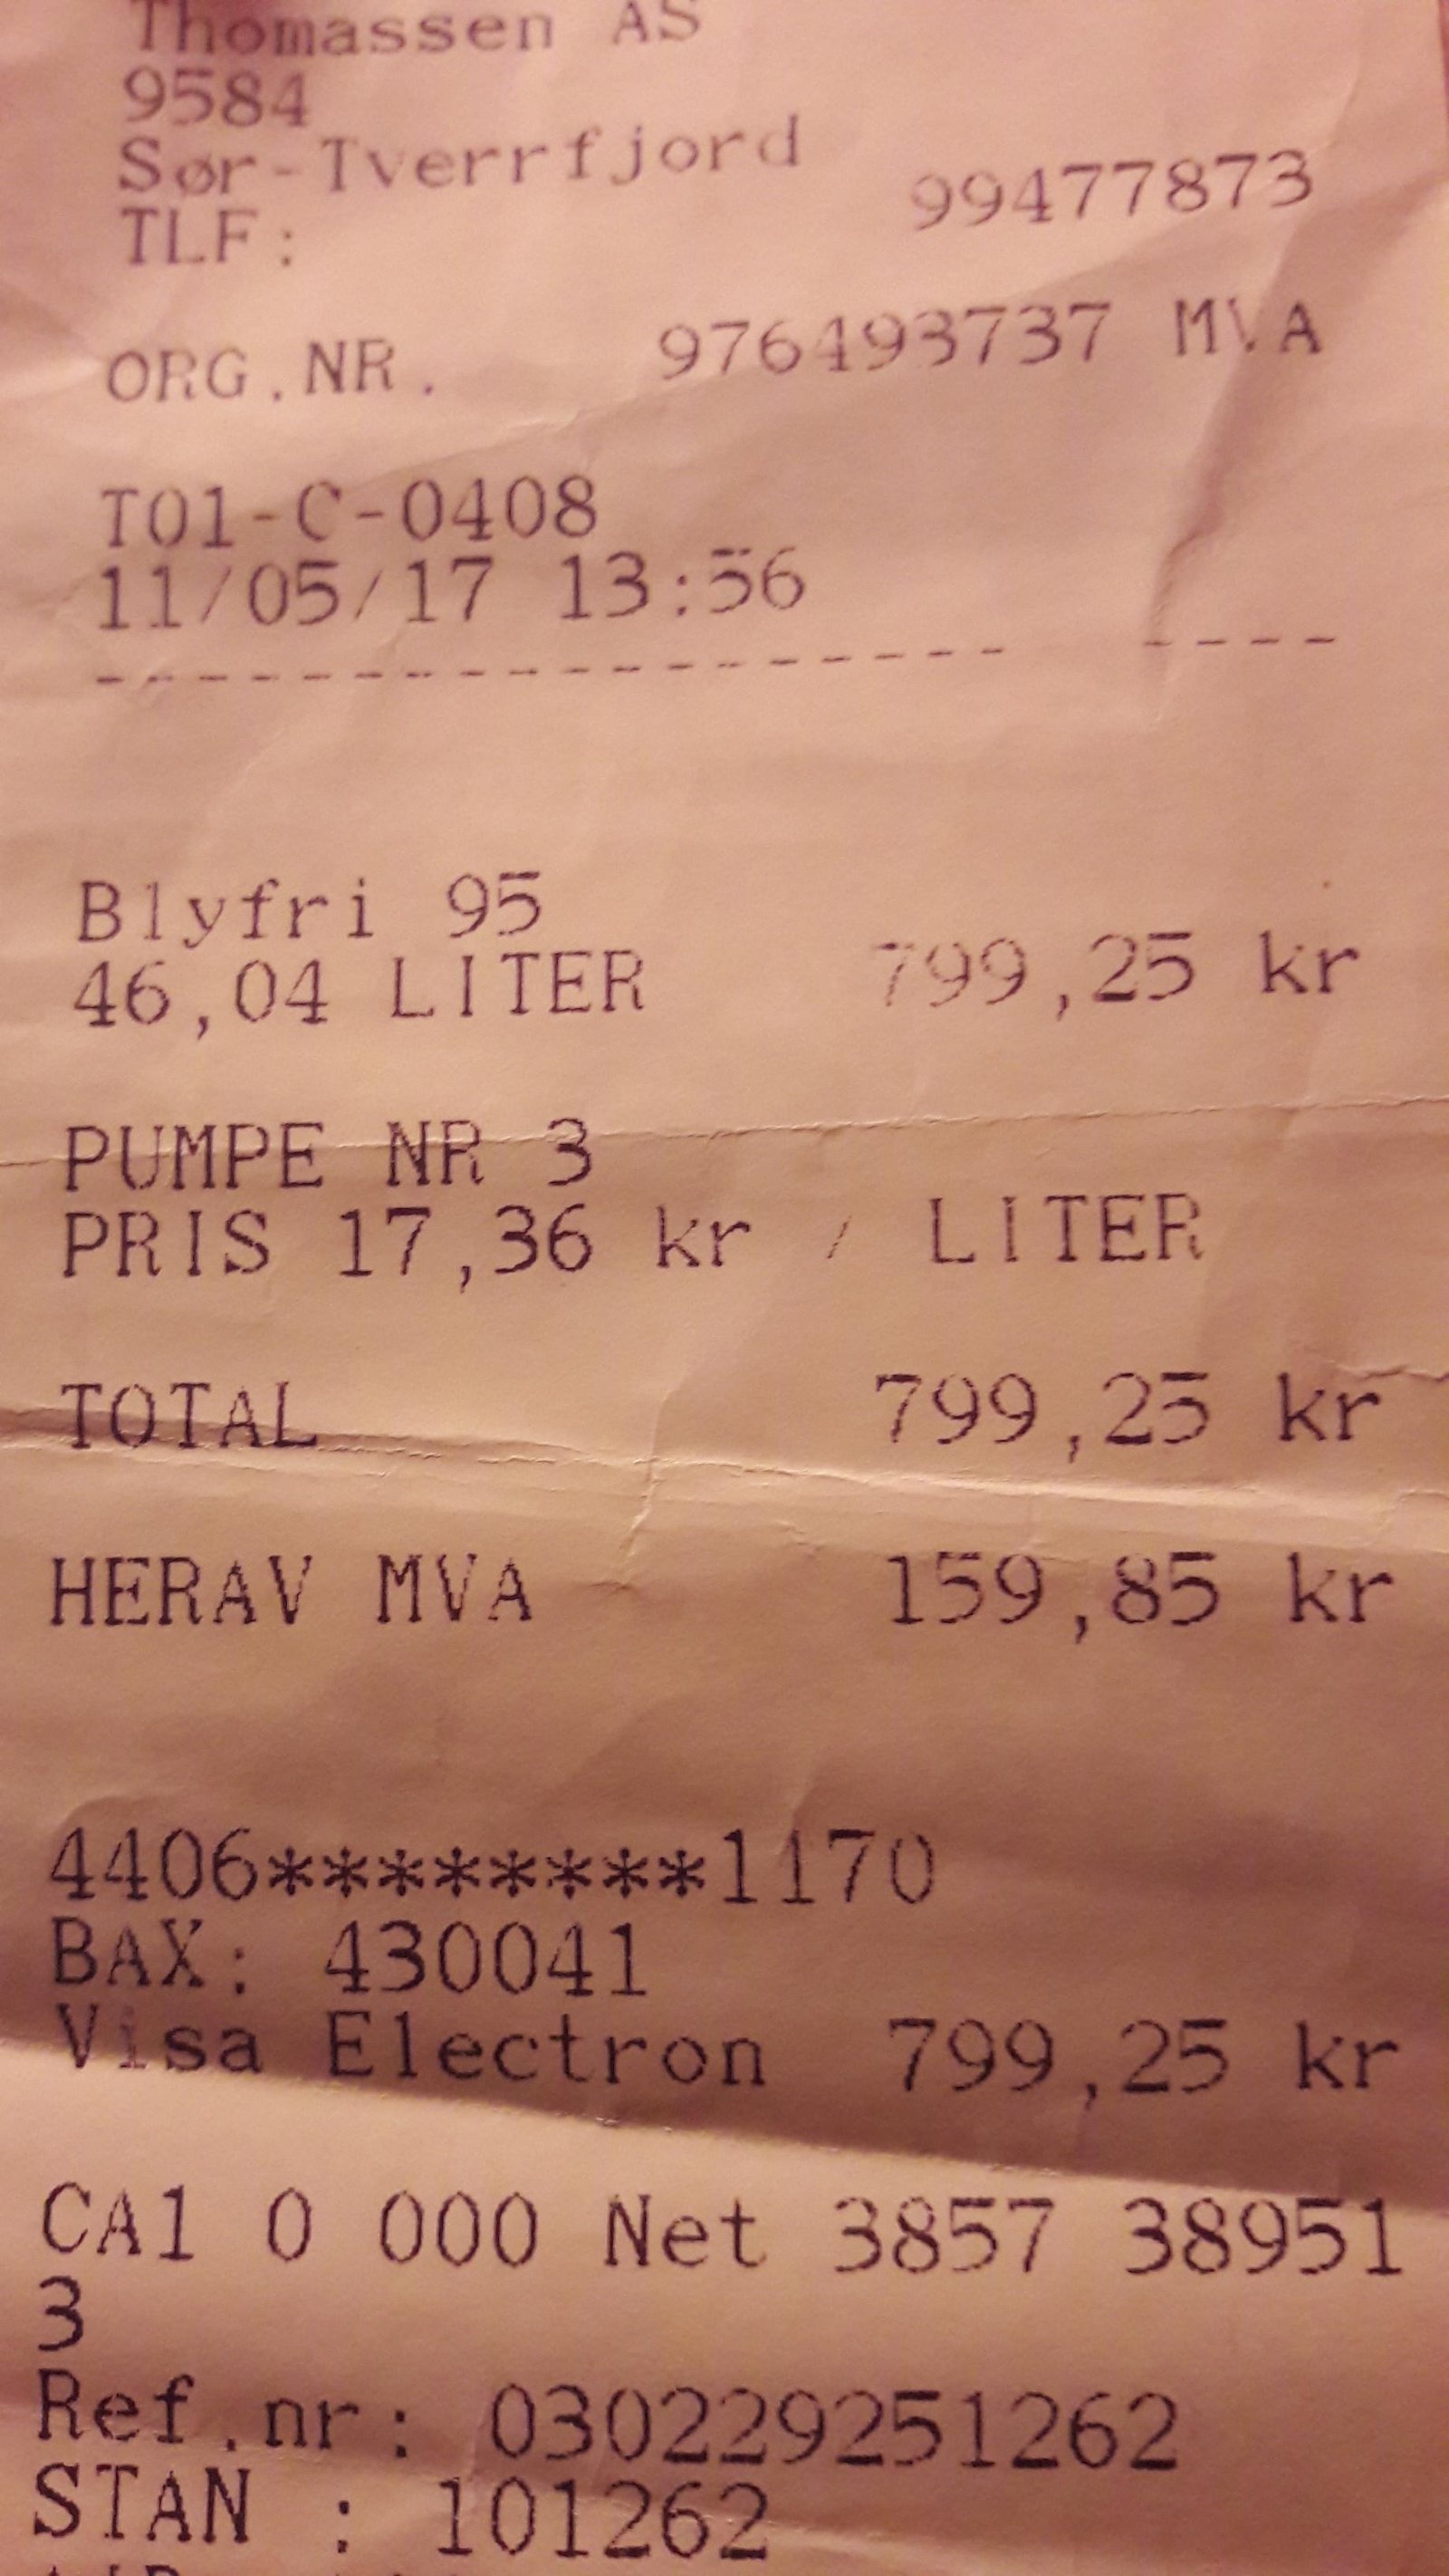 Thomassen AS
9584
Sør-Tverrfjord
TLF: 99477873
ORG.NR. 976493737 MVA
T01-C-0408
11/05/17 13:56
-----------------------
Blyfri 95
46,04 LITER 799,25 kr
PUMPE NR 3
PRIS 17,36 kr / LITER
TOTAL 799,25 kr
HERAV MVA 159,85 kr
4406********1170
BAX: 430041
Visa Electron 799,25 kr
CA1 0 000 Net 3857 38951
3
Ref.nr: 030229251262
STAN : 101262